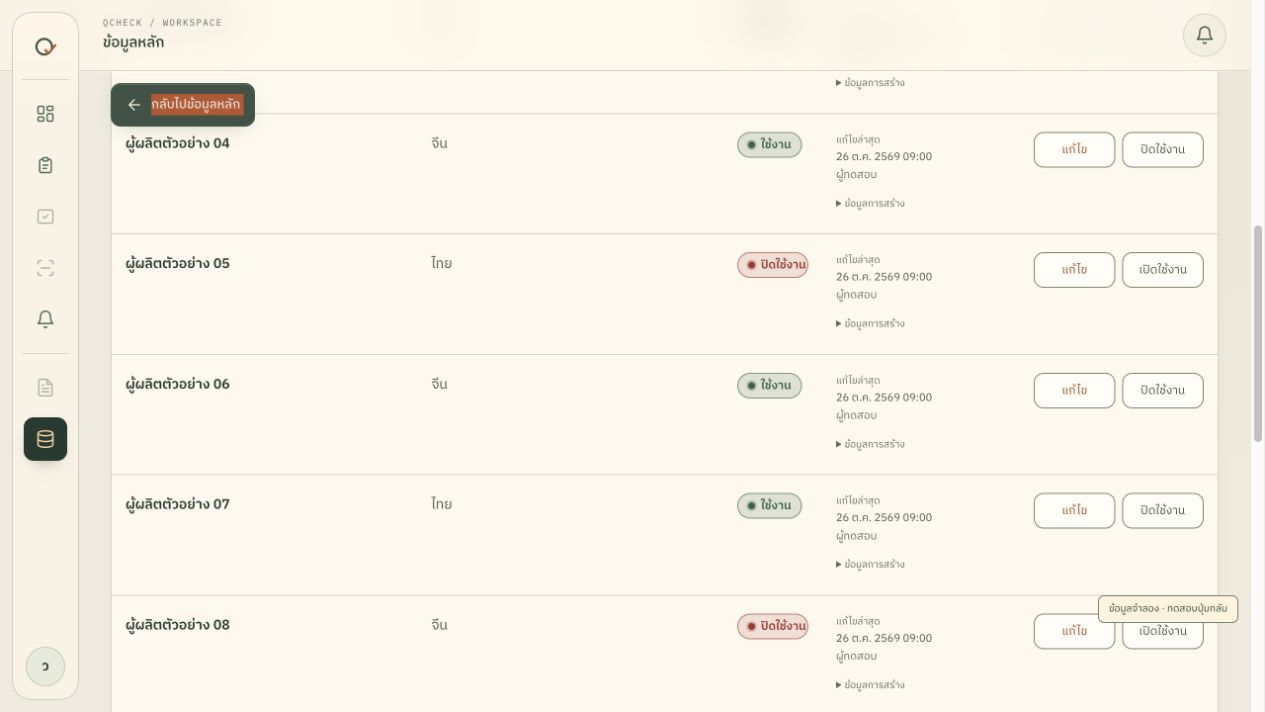 QCHECK / WORKSPACE
ข้อมูลหลัก
ข้อมูลการสร้าง
กลับไปข้อมูลหลัก
ผู้ผลิตตัวอย่าง 04
จีน
ใช้งาน
แก้ไขล่าสุด
26 ต.ค. 2569 09:00
ผู้ทดสอบ
ข้อมูลการสร้าง
แก้ไข
ปิดใช้งาน
ผู้ผลิตตัวอย่าง 05
ไทย
ปิดใช้งาน
แก้ไขล่าสุด
26 ต.ค. 2569 09:00
ผู้ทดสอบ
ข้อมูลการสร้าง
แก้ไข
เปิดใช้งาน
ผู้ผลิตตัวอย่าง 06
จีน
ใช้งาน
แก้ไขล่าสุด
26 ต.ค. 2569 09:00
ผู้ทดสอบ
ข้อมูลการสร้าง
แก้ไข
ปิดใช้งาน
ผู้ผลิตตัวอย่าง 07
ไทย
ใช้งาน
แก้ไขล่าสุด
26 ต.ค. 2569 09:00
ผู้ทดสอบ
ข้อมูลการสร้าง
แก้ไข
ปิดใช้งาน
ข้อมูลจำลอง · ทดสอบปุ่มกลับ
ผู้ผลิตตัวอย่าง 08
จีน
ปิดใช้งาน
แก้ไขล่าสุด
26 ต.ค. 2569 09:00
ผู้ทดสอบ
ข้อมูลการสร้าง
แก้ไข
เปิดใช้งาน
ว